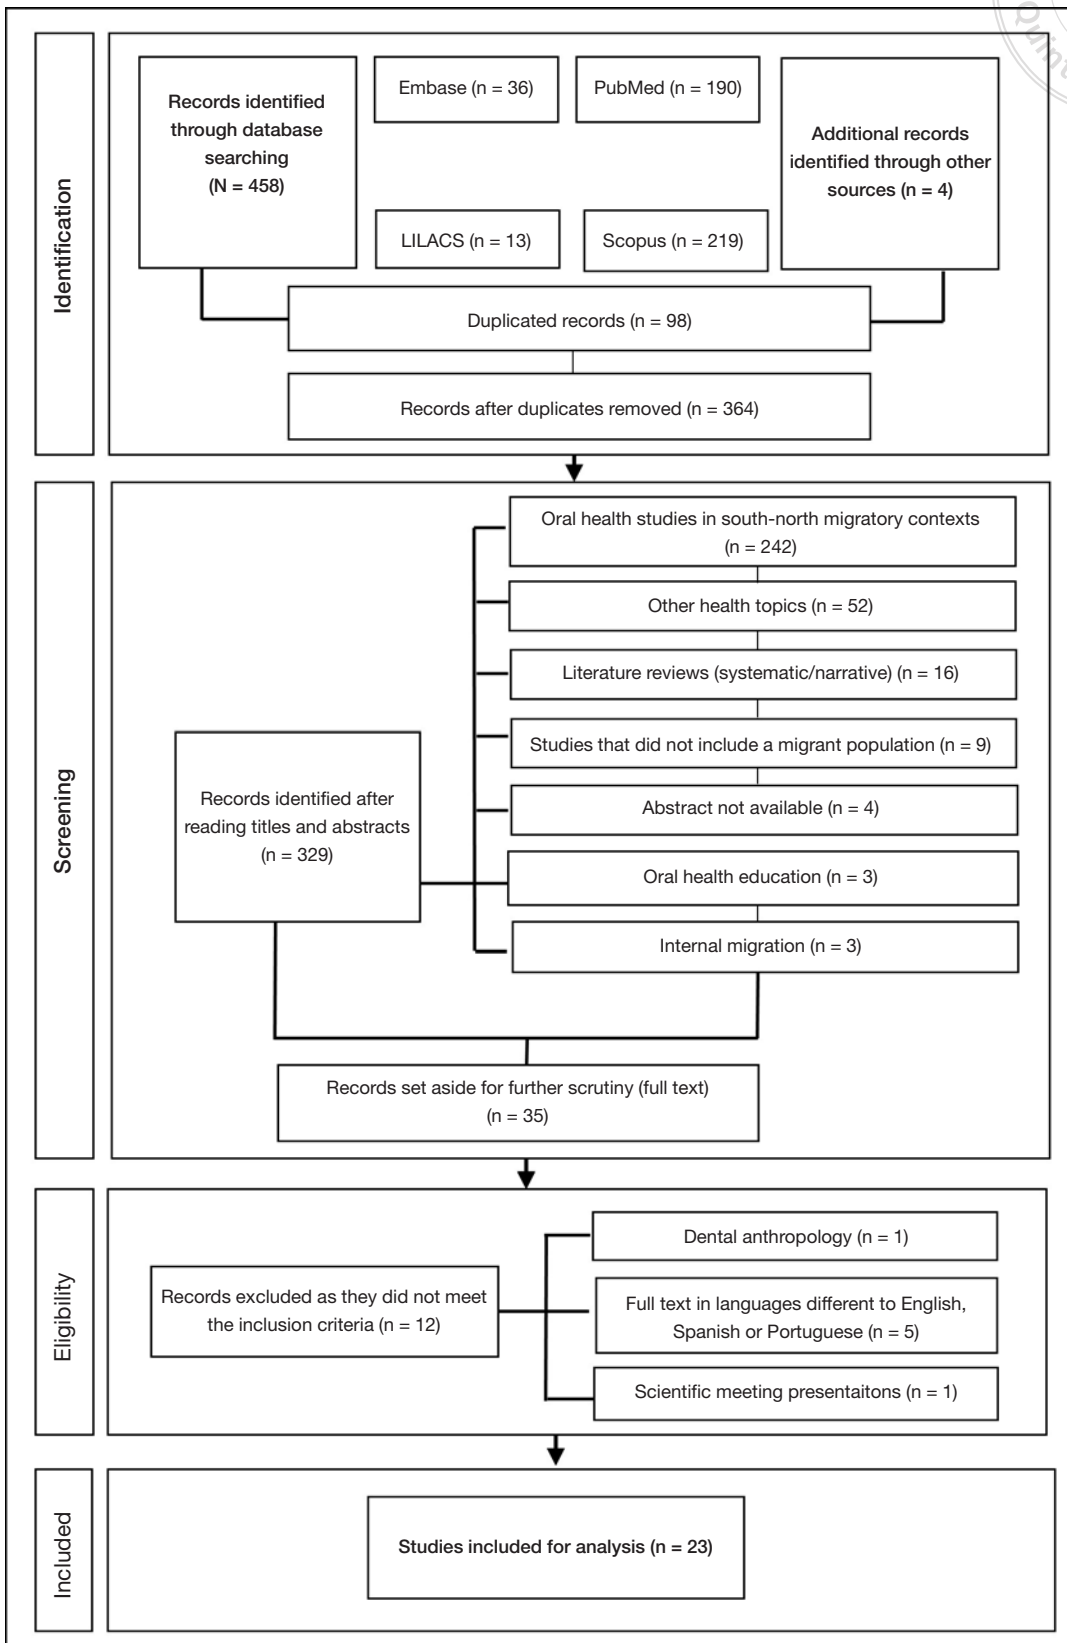 Quint
Identification
Records identified
through database
searching
(N = 458)
Embase (n = 36)
PubMed (n = 190)
LILACS (n = 13)
Scopus (n = 219)
Additional records
identified through other
sources (n = 4)
Duplicated records (n = 98)
Records after duplicates removed (n = 364)
Screening
Records identified after
reading titles and abstracts
(n = 329)
Oral health studies in south-north migratory contexts
(n = 242)
Other health topics (n = 52)
Literature reviews (systematic/narrative) (n = 16)
Studies that did not include a migrant population (n = 9)
Abstract not available (n = 4)
Oral health education (n = 3)
Internal migration (n = 3)
Records set aside for further scrutiny (full text)
(n = 35)
Eligibility
Records excluded as they did not meet
the inclusion criteria (n = 12)
Dental anthropology (n = 1)
Full text in languages different to English,
Spanish or Portuguese (n = 5)
Scientific meeting presentaitons (n = 1)
Included
Studies included for analysis (n = 23)